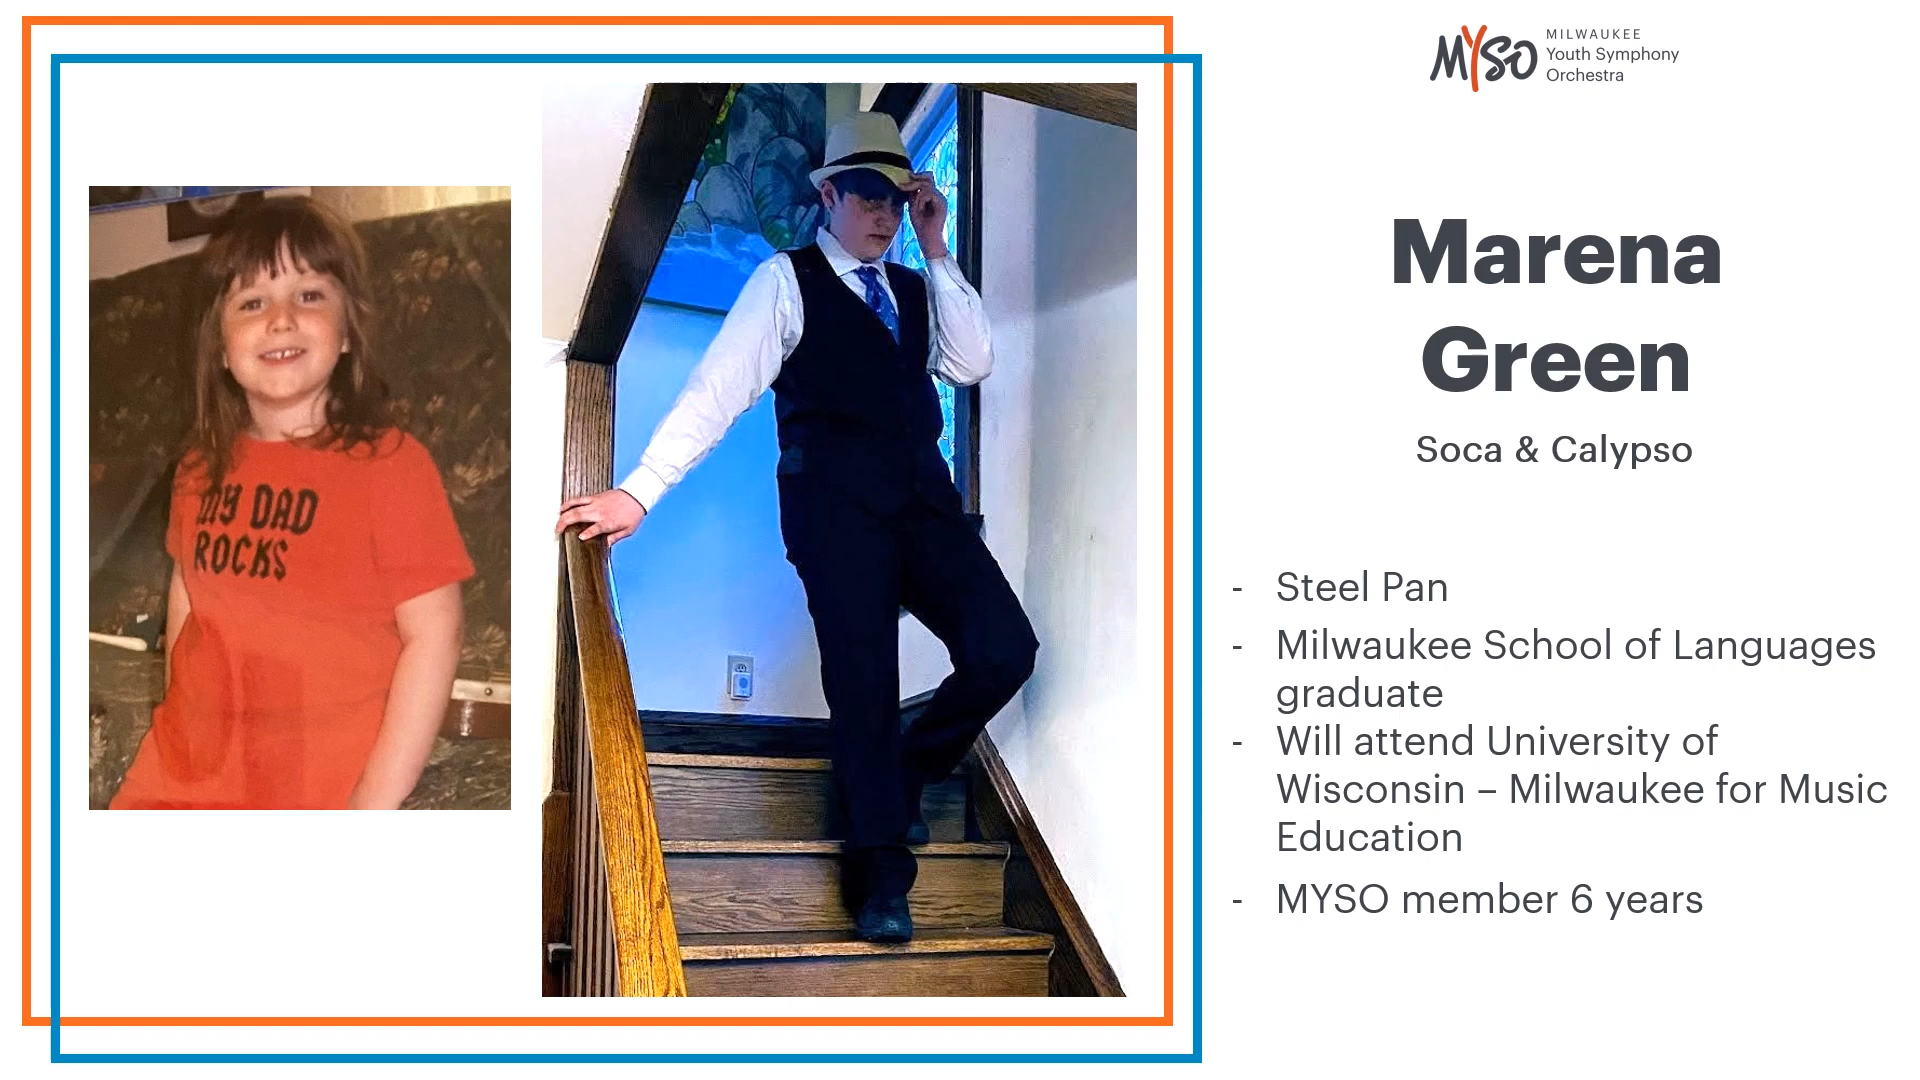 MYSO
MILWAUKEE
Youth Symphony
Orchestra
Marena
Green
Soca & Calypso
MY DAD
ROCKS
- Steel Pan
- Milwaukee School of Languages
graduate
- Will attend University of
Wisconsin – Milwaukee for Music
Education
- MYSO member 6 years